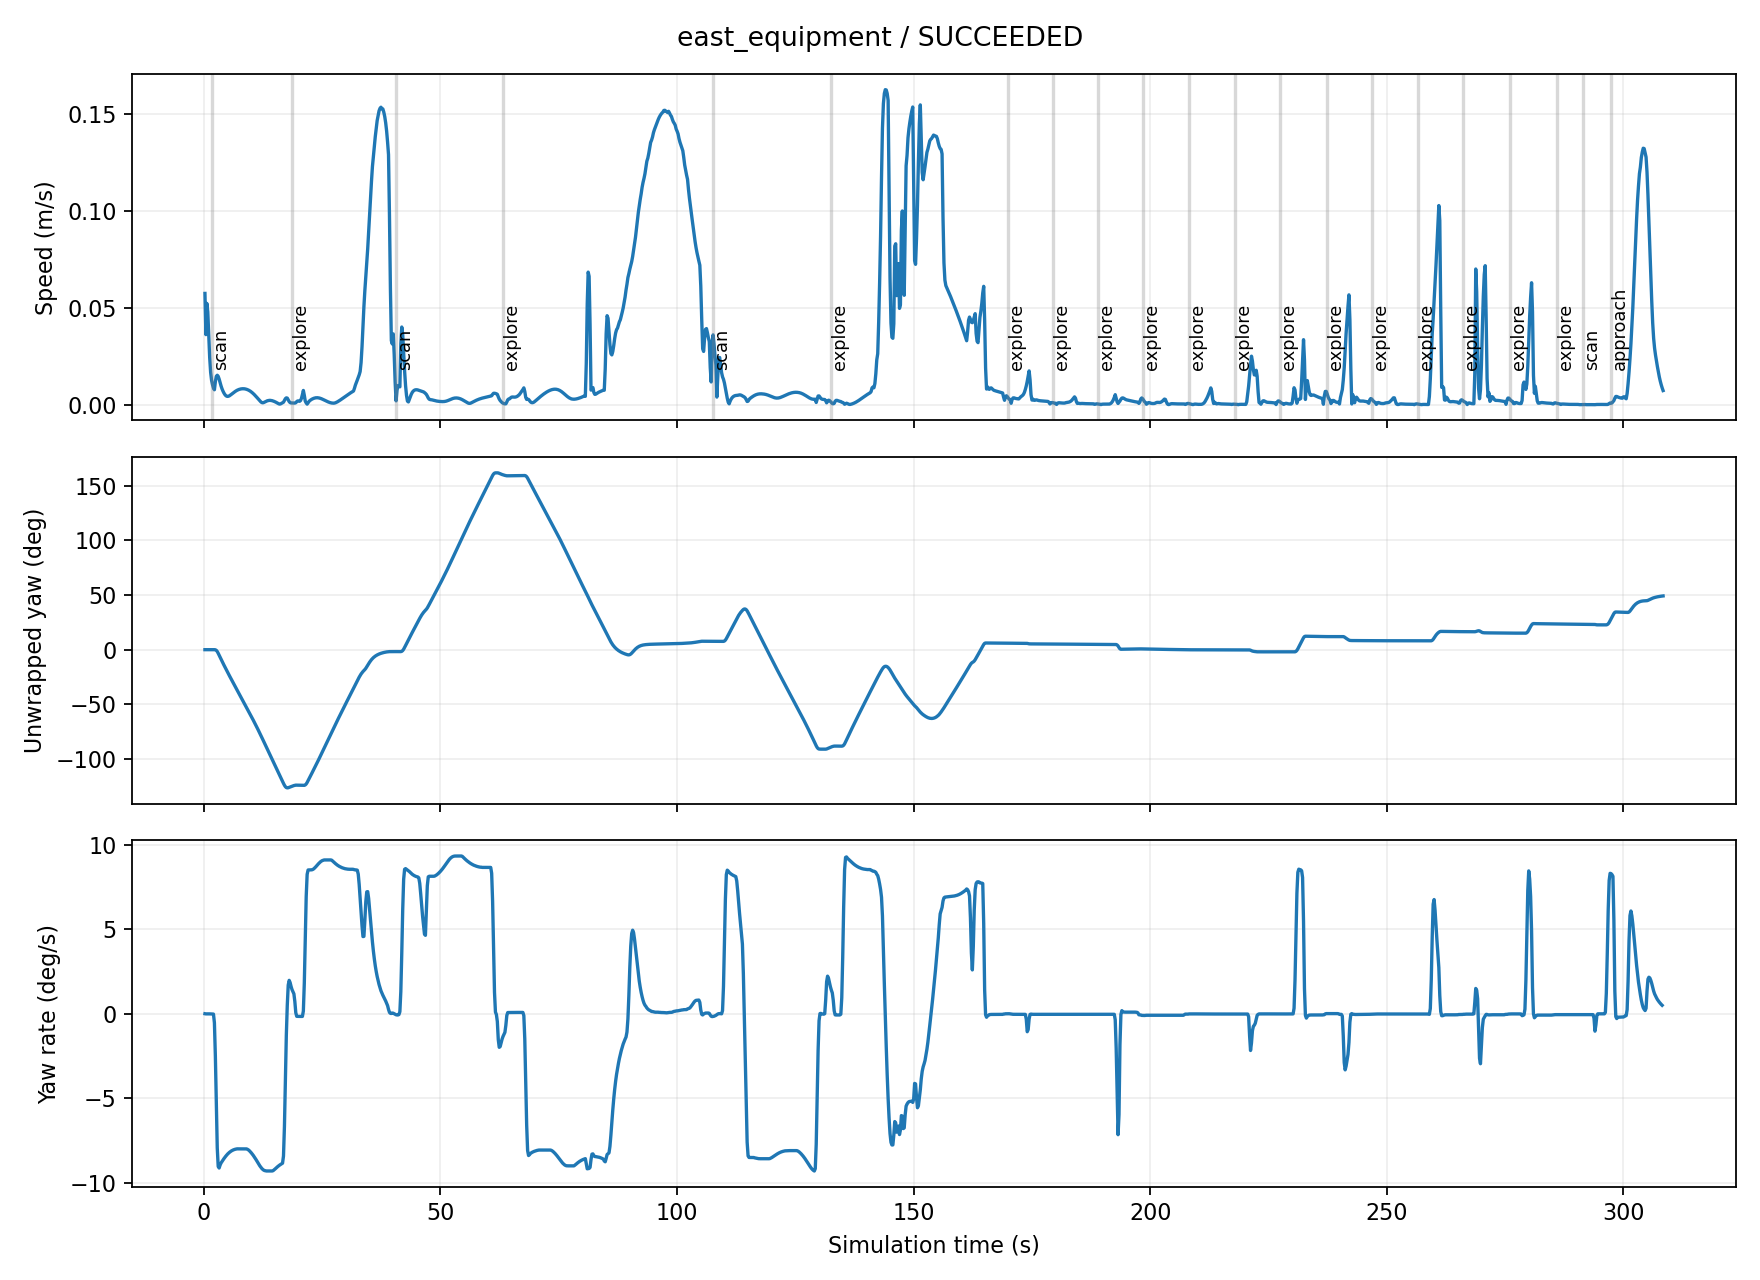 east_equipment / SUCCEEDED
Speed (m/s)
0.15
0.10
0.05
0.00
scan
explore
scan
explore
scan
explore
explore
explore
explore
explore
explore
explore
explore
explore
explore
explore
explore
explore
explore
scan
approach
Unwrapped yaw (deg)
150
100
50
0
−50
−100
Yaw rate (deg/s)
10
5
0
−5
−10
0
50
100
150
200
250
300
Simulation time (s)